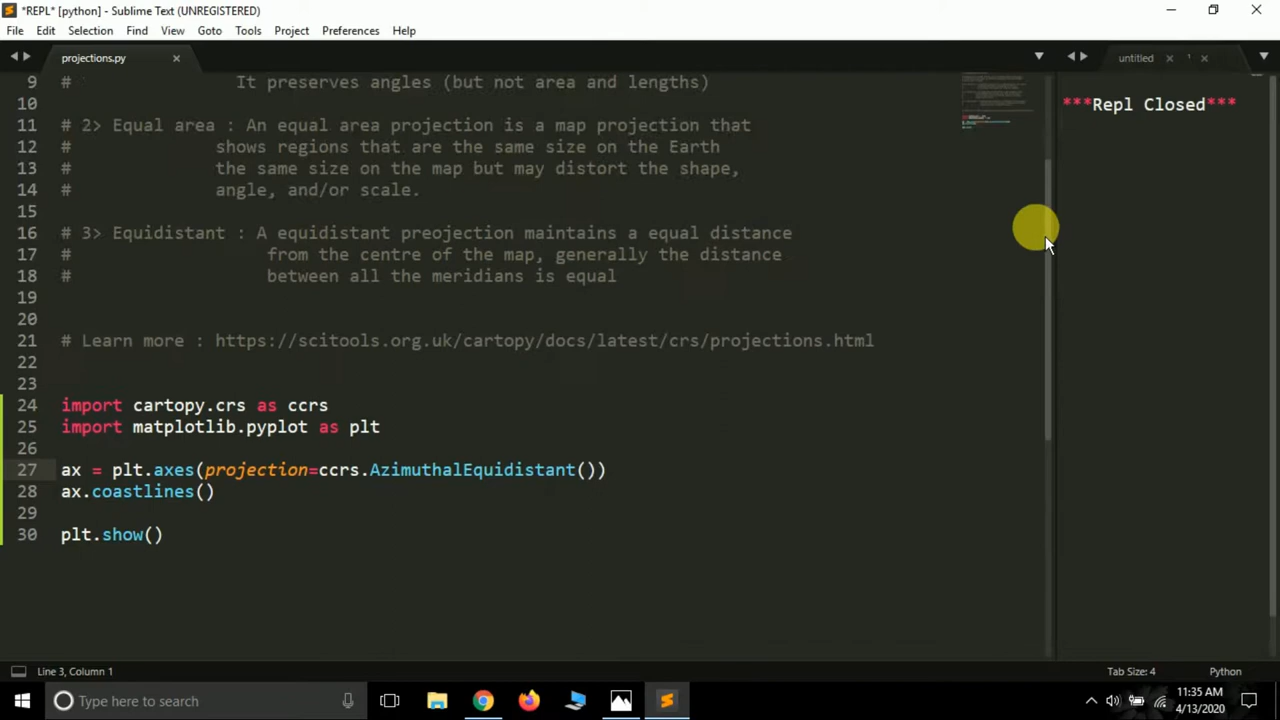 *REPL* [python] - Sublime Text (UNREGISTERED)
File Edit Selection Find View Goto Tools Project Preferences Help
projections.py
untitled
9 # It preserves angles (but not area and lengths)
10
11 # 2> Equal area : An equal area projection is a map projection that
12 # shows regions that are the same size on the Earth
13 # the same size on the map but may distort the shape,
14 # angle, and/or scale.
15
16 # 3> Equidistant : A equidistant preojection maintains a equal distance
17 # from the centre of the map, generally the distance
18 # between all the meridians is equal
19
20
21 # Learn more : https://scitools.org.uk/cartopy/docs/latest/crs/projections.html
22
23
24 import cartopy.crs as ccrs
25 import matplotlib.pyplot as plt
26
27 ax = plt.axes(projection=ccrs.AzimuthalEquidistant())
28 ax.coastlines()
29
30 plt.show()
***Repl Closed***
Line 3, Column 1
Tab Size: 4
Python
Type here to search
11:35 AM
4/13/2020